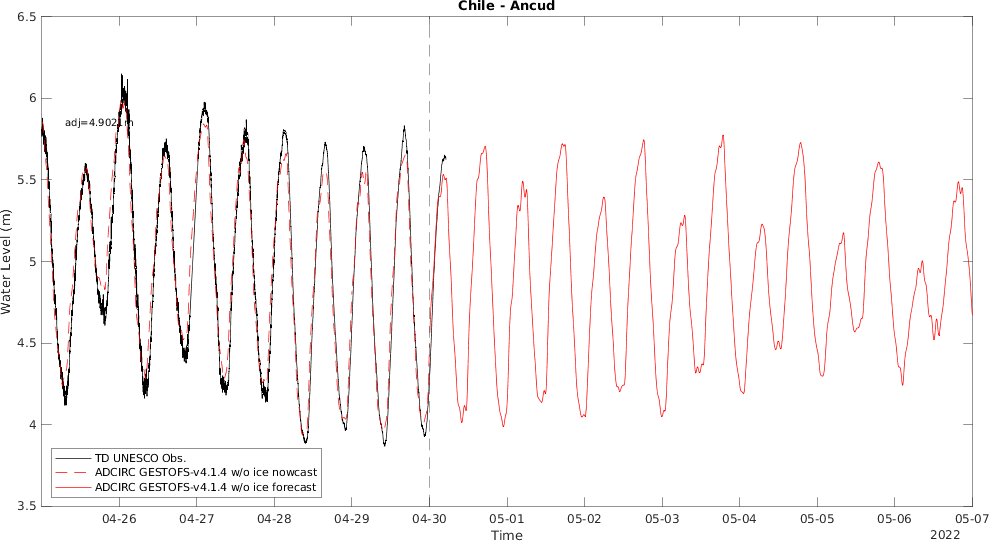 Chile - Ancud
6.5
6
5.5
5
4.5
4
3.5
Water Level (m)
adj=4.9021m
TD UNESCO Obs.
ADCIRC GESTOFS-v4.1.4 w/o ice nowcast
ADCIRC GESTOFS-v4.1.4 w/o ice forecast
04-26 04-27 04-28 04-29 04-30 05-01 05-02 05-03 05-04 05-05 05-06 05-07
Time
2022